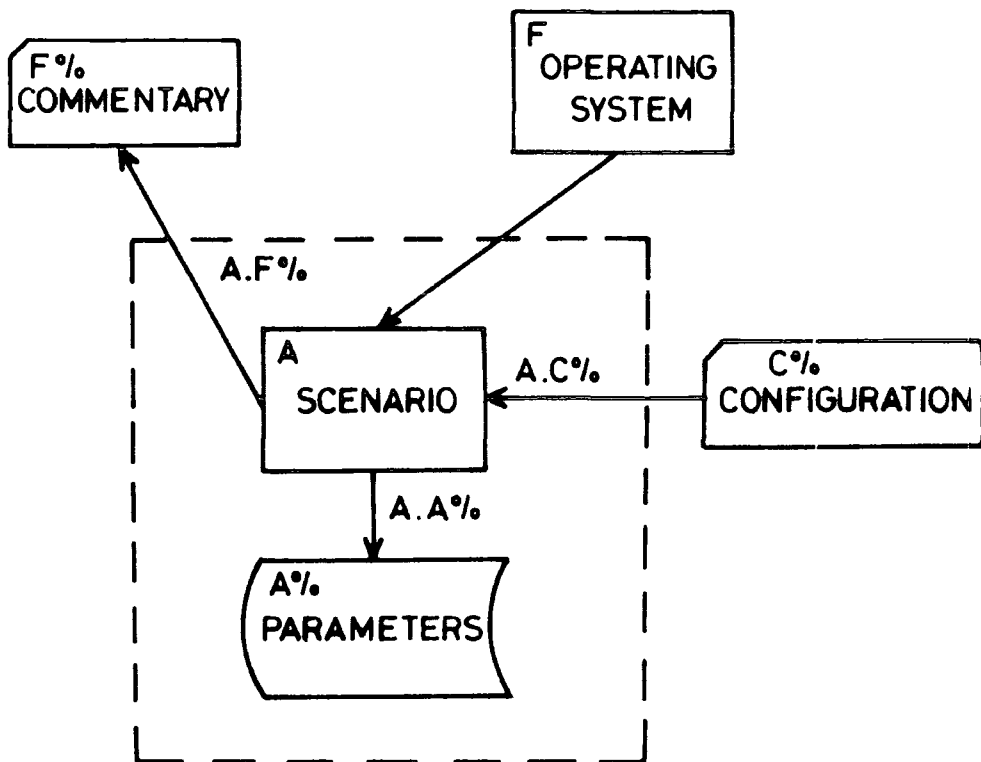 F%
COMMENTARY
F
OPERATING
SYSTEM
A.F%
A
SCENARIO
A.C%
C%
CONFIGURATION
A.A%
A%
PARAMETERS